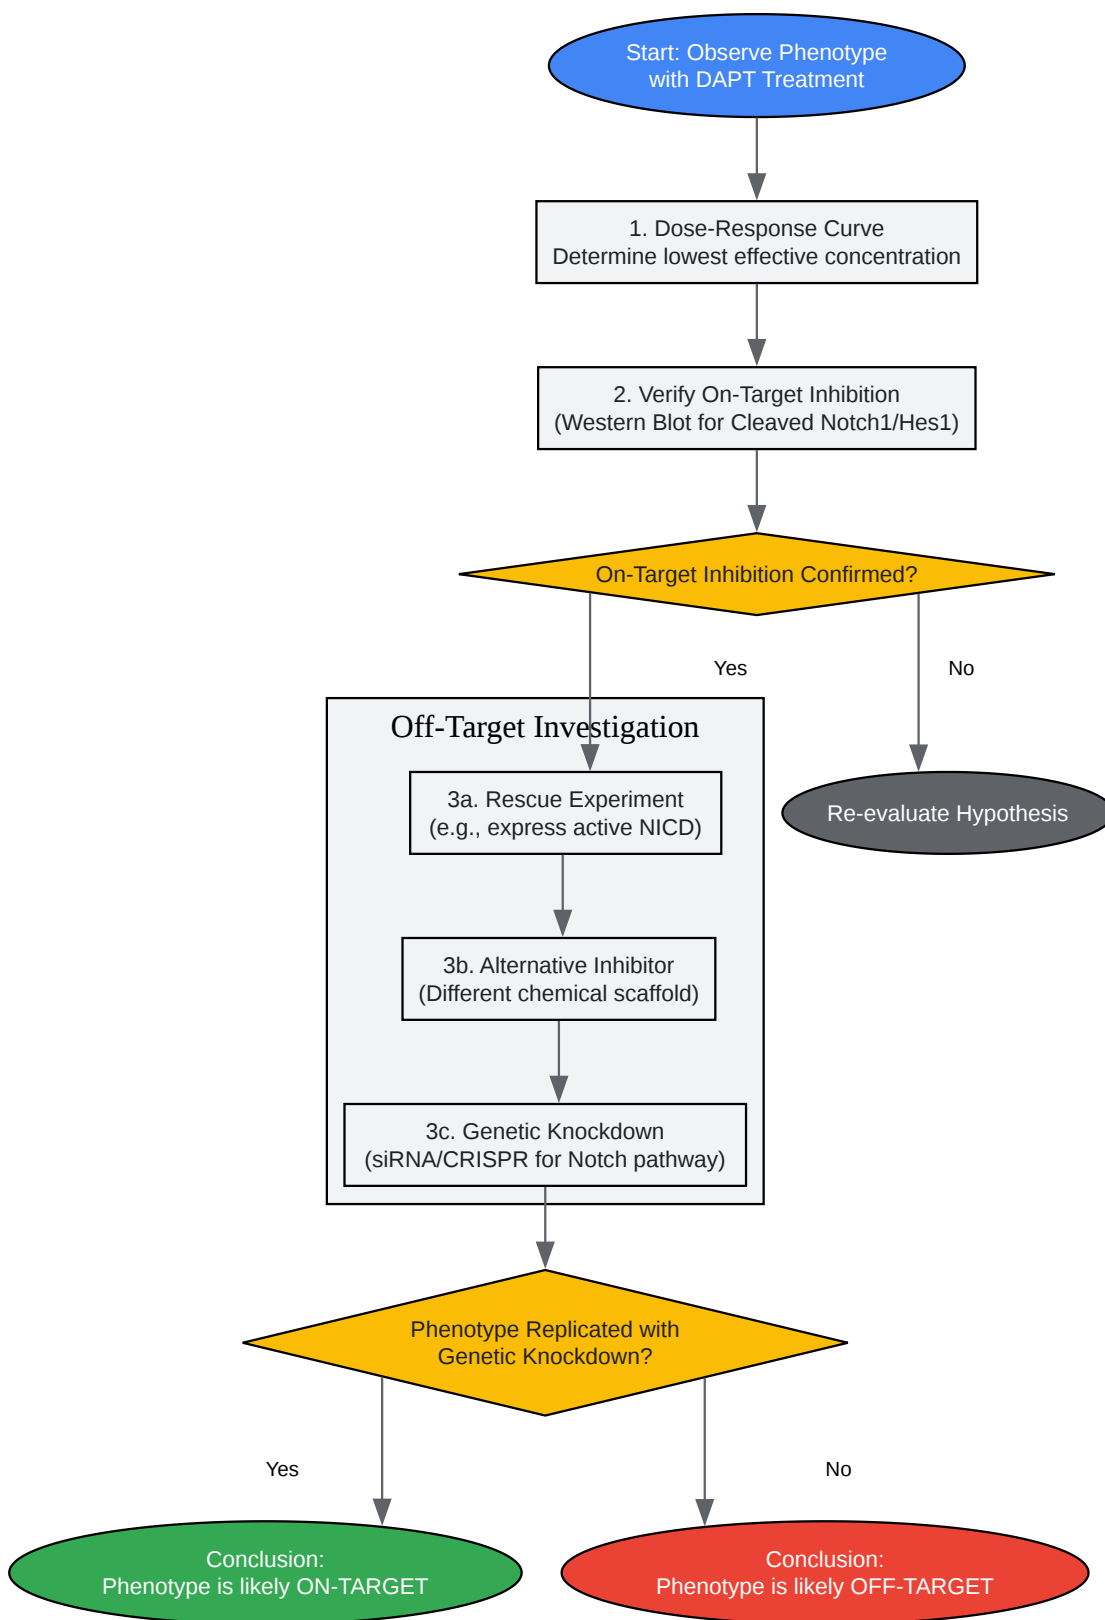 Start: Observe Phenotype
with DAPT Treatment
1. Dose-Response Curve
Determine lowest effective concentration
2. Verify On-Target Inhibition
(Western Blot for Cleaved Notch1/Hes1)
On-Target Inhibition Confirmed?
Yes
No
Off-Target Investigation
3a. Rescue Experiment
(e.g., express active NICD)
Re-evaluate Hypothesis
3b. Alternative Inhibitor
(Different chemical scaffold)
3c. Genetic Knockdown
(siRNA/CRISPR for Notch pathway)
Phenotype Replicated with
Genetic Knockdown?
Yes
No
Conclusion:
Phenotype is likely ON-TARGET
Conclusion:
Phenotype is likely OFF-TARGET